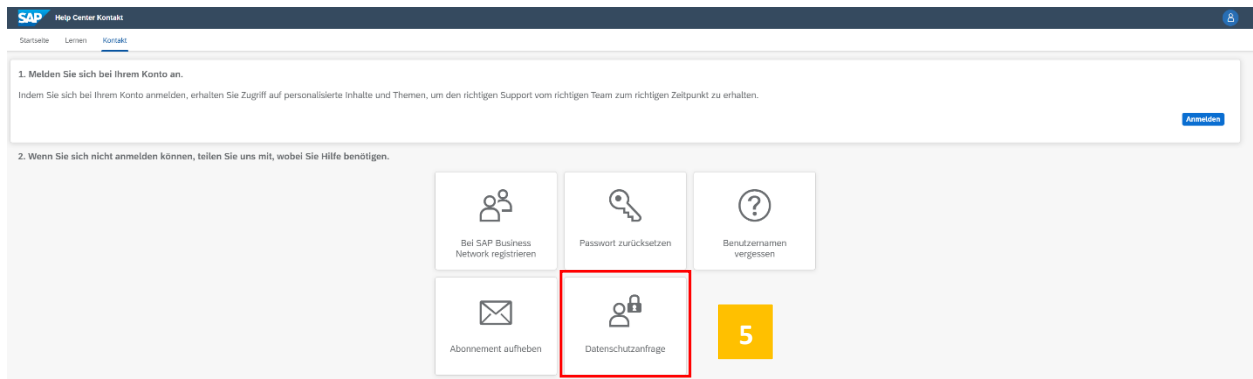 SAP Help Center Kontakt
Startseite Lernen Kontakt
1. Melden Sie sich bei Ihrem Konto an.
Indem Sie sich bei Ihrem Konto anmelden, erhalten Sie Zugriff auf personalisierte Inhalte und Themen, um den richtigen Support vom richtigen Team zum richtigen Zeitpunkt zu erhalten.
Anmelden
2. Wenn Sie sich nicht anmelden können, teilen Sie uns mit, wobei Sie Hilfe benötigen.
Bei SAP Business
Network registrieren
Passwort zurücksetzen
Benutzernamen
vergessen
Abonnement aufheben
Datenschutzanfrage
5